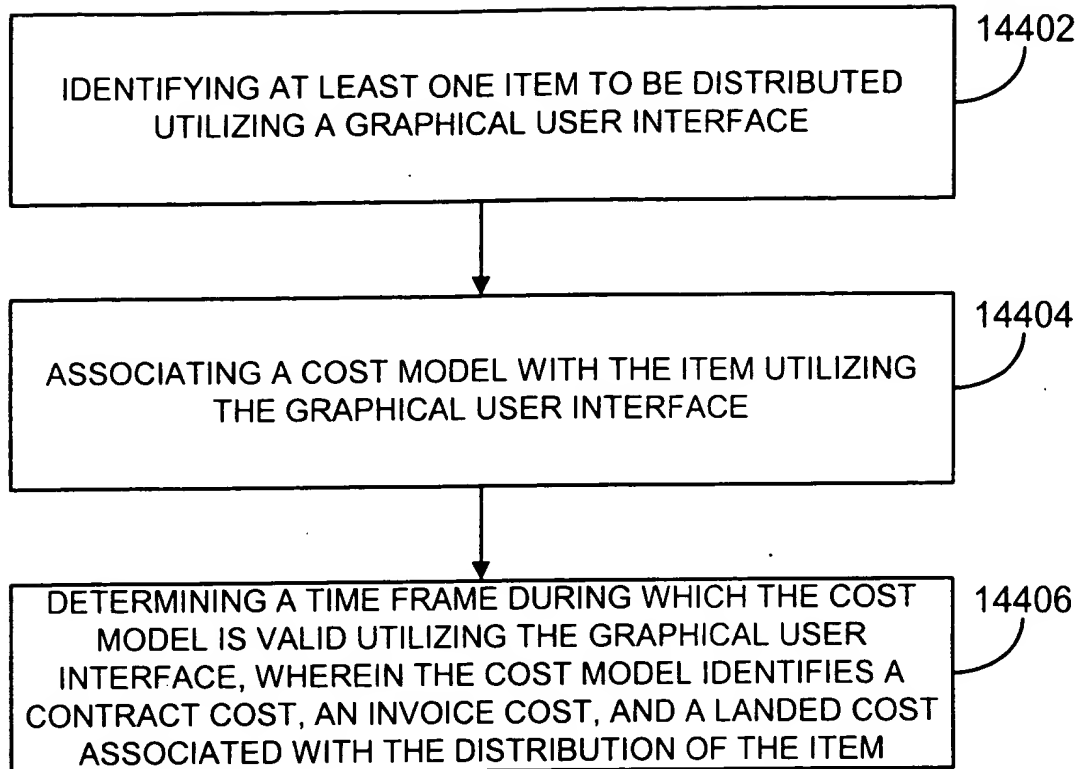 14402
IDENTIFYING AT LEAST ONE ITEM TO BE DISTRIBUTED
UTILIZING A GRAPHICAL USER INTERFACE
14404
ASSOCIATING A COST MODEL WITH THE ITEM UTILIZING
THE GRAPHICAL USER INTERFACE
14406
DETERMINING A TIME FRAME DURING WHICH THE COST
MODEL IS VALID UTILIZING THE GRAPHICAL USER
INTERFACE, WHEREIN THE COST MODEL IDENTIFIES A
CONTRACT COST, AN INVOICE COST, AND A LANDED COST
ASSOCIATED WITH THE DISTRIBUTION OF THE ITEM